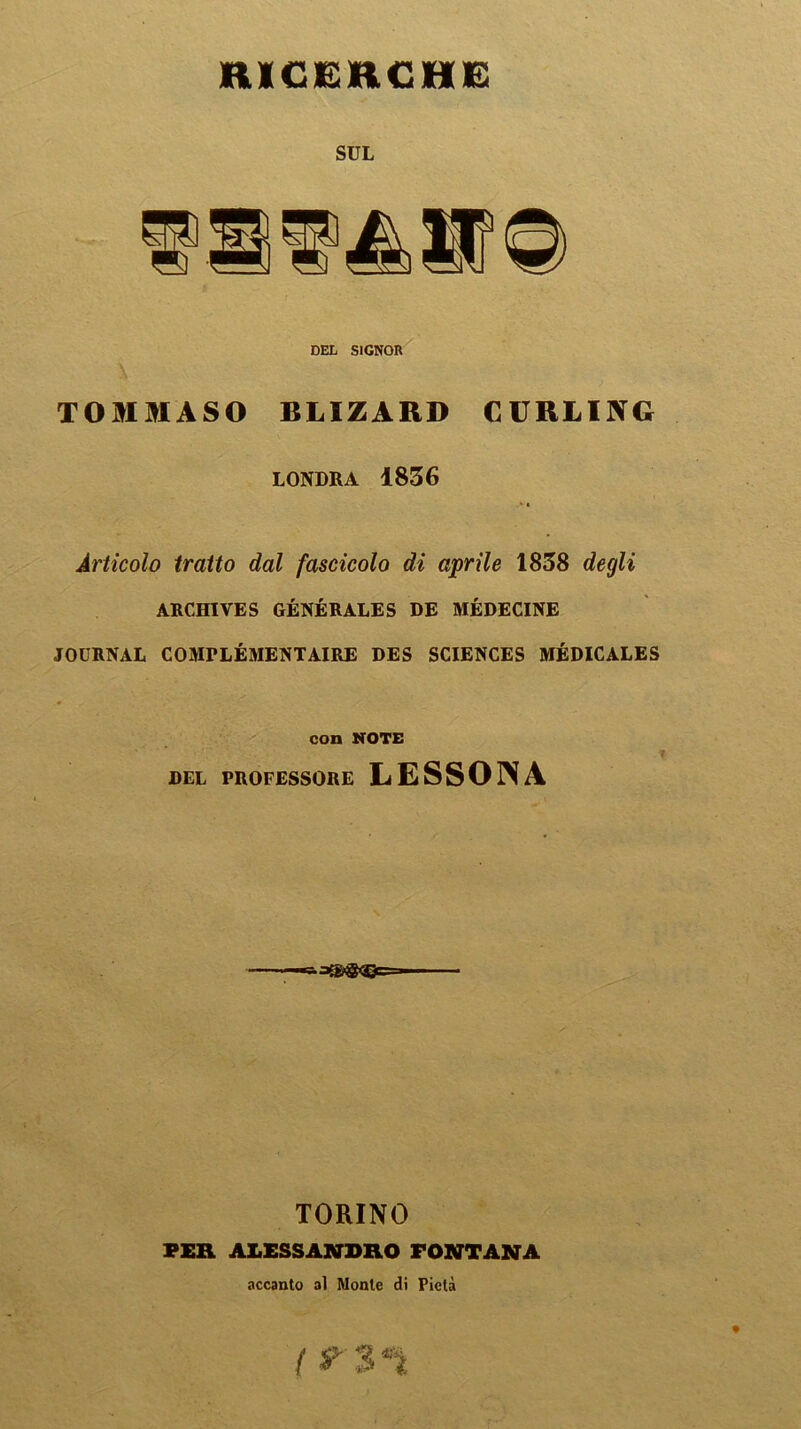 RICERCHE
SUL
TETANO
DEL SIGNOR
TOMMASO BLIZARD CURLING
LONDRA 1836
Articolo tratto dal fascicolo di aprile 1838 degli
ARCHIVES GÉNÉRALES DE MÉDECINE
JOURNAL COMPLÉMENTAIRE DES SCIENCES MÉDICALES
con NOTE
DEL PROFESSORE LESSONA
TORINO
PER ALESSANDRO FONTANA
accanto al Monte di Pietà